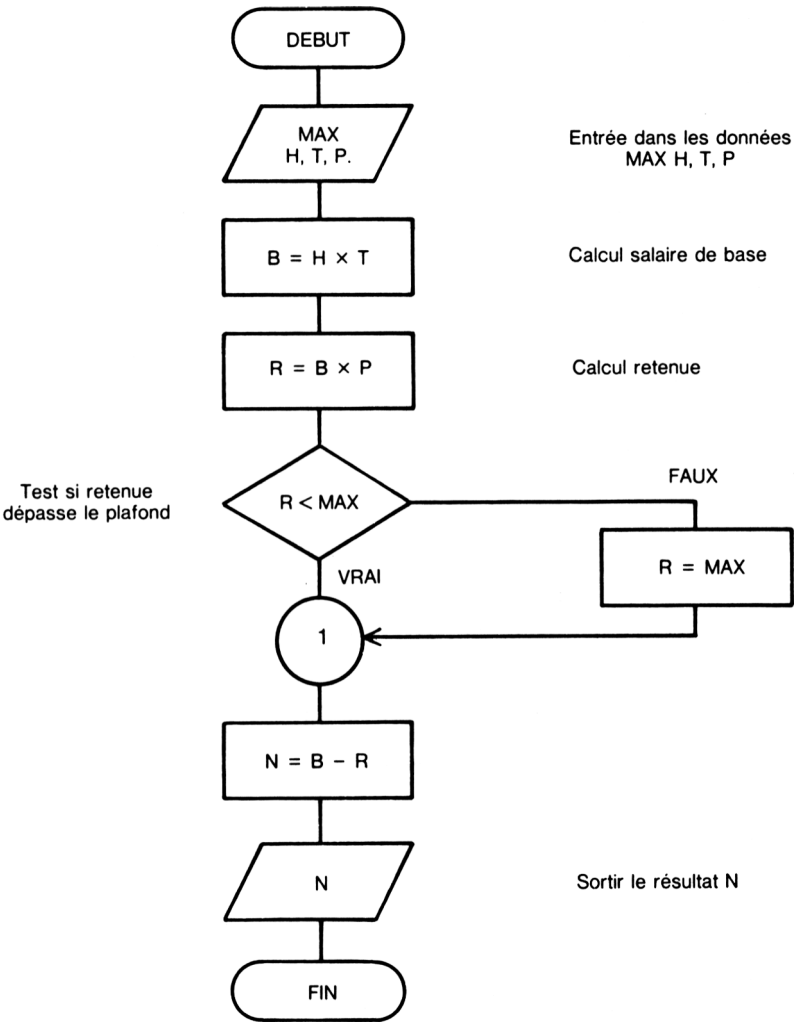 DEBUT
MAX
H, T, P.
Entrée dans les données
MAX H, T, P
B = H × T
Calcul salaire de base
R = B × P
Calcul retenue
Test si retenue
dépasse le plafond
R < MAX
FAUX
R = MAX
VRAI
1
N = B − R
N
Sortir le résultat N
FIN